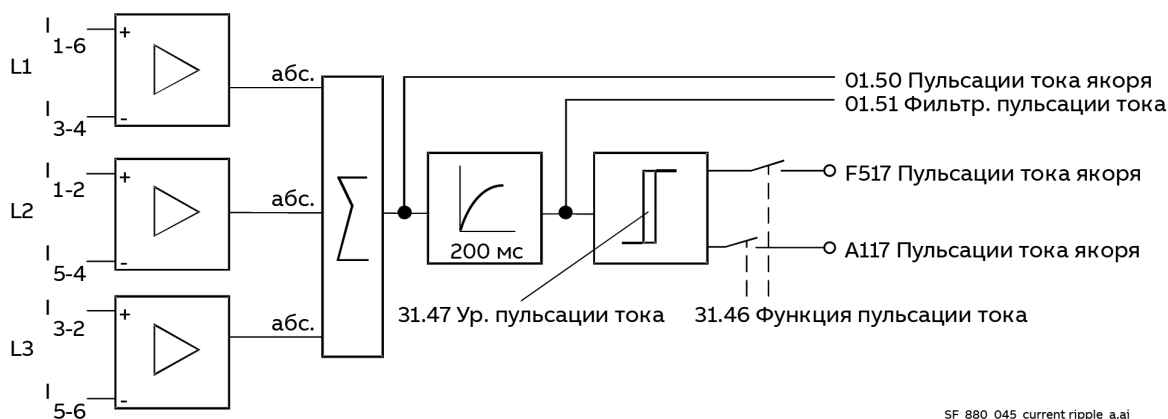 I
1-6
+
L1
абс.
01.50 Пульсации тока якоря
01.51 Фильтр. пульсации тока
I
3-4
-
I
1-2
+
F517 Пульсации тока якоря
L2
абс.
200 мс
A117 Пульсации тока якоря
I
5-4
-
31.47 Ур. пульсации тока
31.46 Функция пульсации тока
I
3-2
+
абс.
L3
I
5-6
-
SF_880_045_current ripple_a.ai